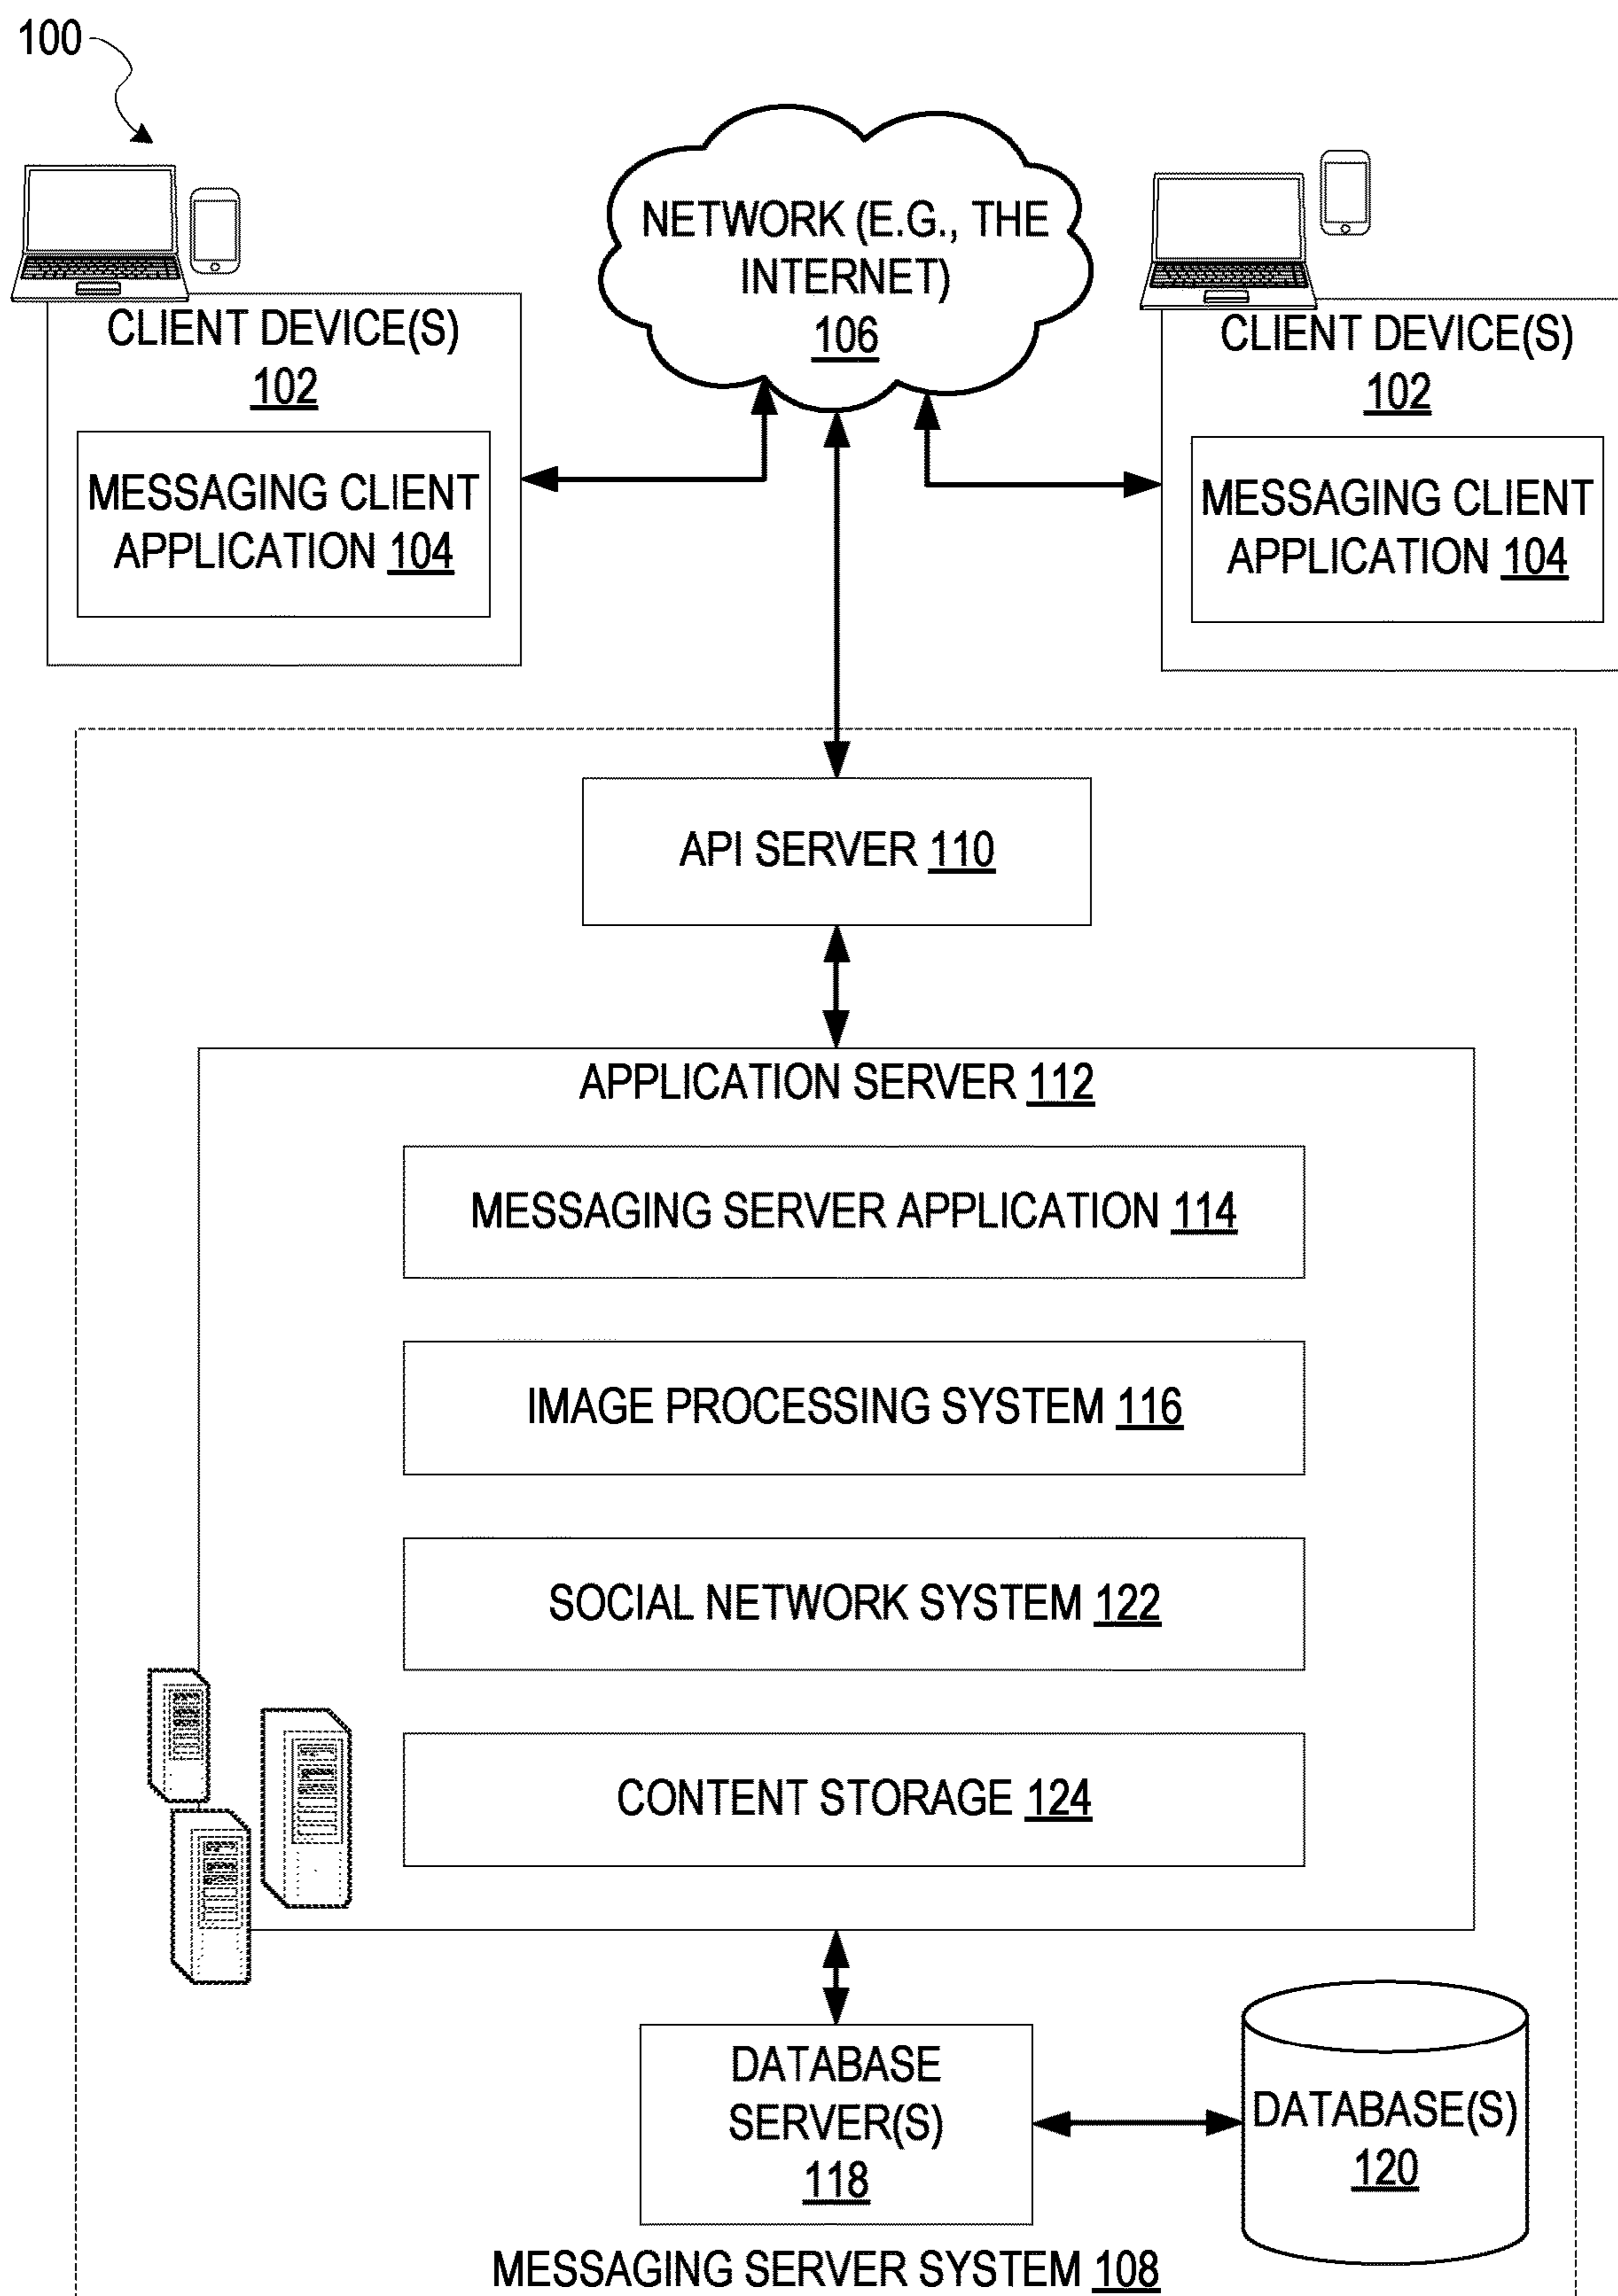 100
NETWORK (E.G., THE
INTERNET)
106
CLIENT DEVICE(S)
102
MESSAGING CLIENT
APPLICATION 104
CLIENT DEVICE(S)
102
MESSAGING CLIENT
APPLICATION 104
API SERVER 110
APPLICATION SERVER 112
MESSAGING SERVER APPLICATION 114
IMAGE PROCESSING SYSTEM 116
SOCIAL NETWORK SYSTEM 122
CONTENT STORAGE 124
DATABASE
SERVER(S)
118
DATABASE(S)
120
MESSAGING SERVER SYSTEM 108